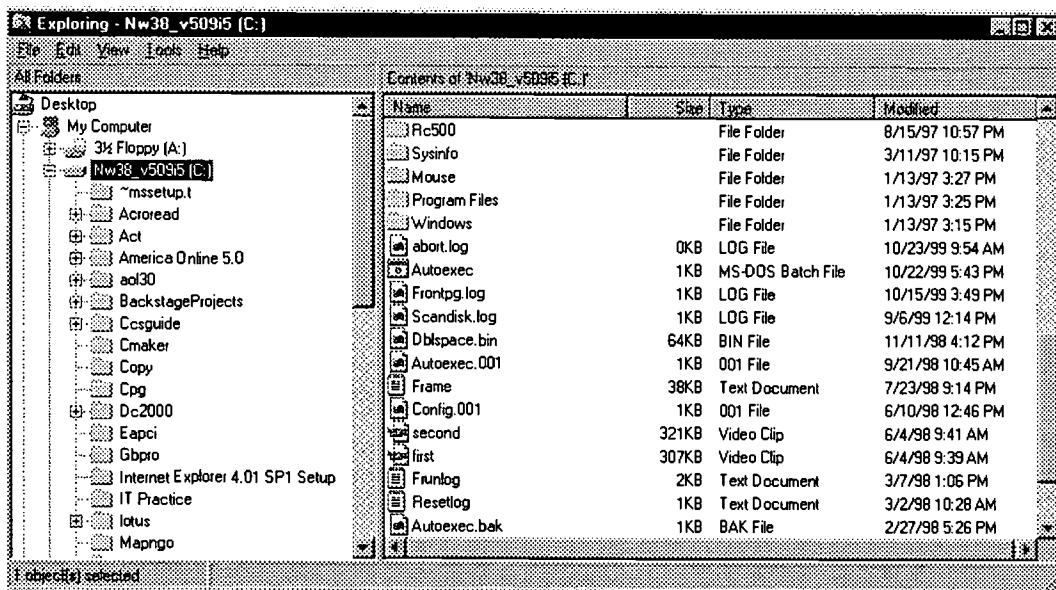 Exploring - Nw38_v509i5 (C:)
File Edit View Tools Help
All Folders
Contents of 'Nw38_v509i5 (C:)'
Desktop
My Computer
3½ Floppy (A:)
Nw38_v509i5 (C:)
~mssetup.t
Acroread
Act
America Online 5.0
aol30
BackstageProjects
Ccsguide
Cmaker
Copy
Cpg
Dc2000
Eapci
Gbpro
Internet Explorer 4.01 SP1 Setup
IT Practice
lotus
Mapngo
Name Size Type Modified
Rc500 File Folder 8/15/97 10:57 PM
Sysinfo File Folder 3/11/97 10:15 PM
Mouse File Folder 1/13/97 3:27 PM
Program Files File Folder 1/13/97 3:25 PM
Windows File Folder 1/13/97 3:15 PM
abort.log 0KB LOG File 10/23/99 9:54 AM
Autoexec 1KB MS-DOS Batch File 10/22/99 5:43 PM
Frontpg.log 1KB LOG File 10/15/99 3:49 PM
Scandisk.log 1KB LOG File 9/6/99 12:14 PM
Dblspace.bin 64KB BIN File 11/11/98 4:12 PM
Autoexec.001 1KB 001 File 9/21/98 10:45 AM
Frame 38KB Text Document 7/23/98 9:14 PM
Config.001 1KB 001 File 6/10/98 12:46 PM
second 321KB Video Clip 6/4/98 9:41 AM
first 307KB Video Clip 6/4/98 9:39 AM
Frunlog 2KB Text Document 3/7/98 1:06 PM
Resetlog 1KB Text Document 3/2/98 10:28 AM
Autoexec.bak 1KB BAK File 2/27/98 5:26 PM
1 object(s) selected